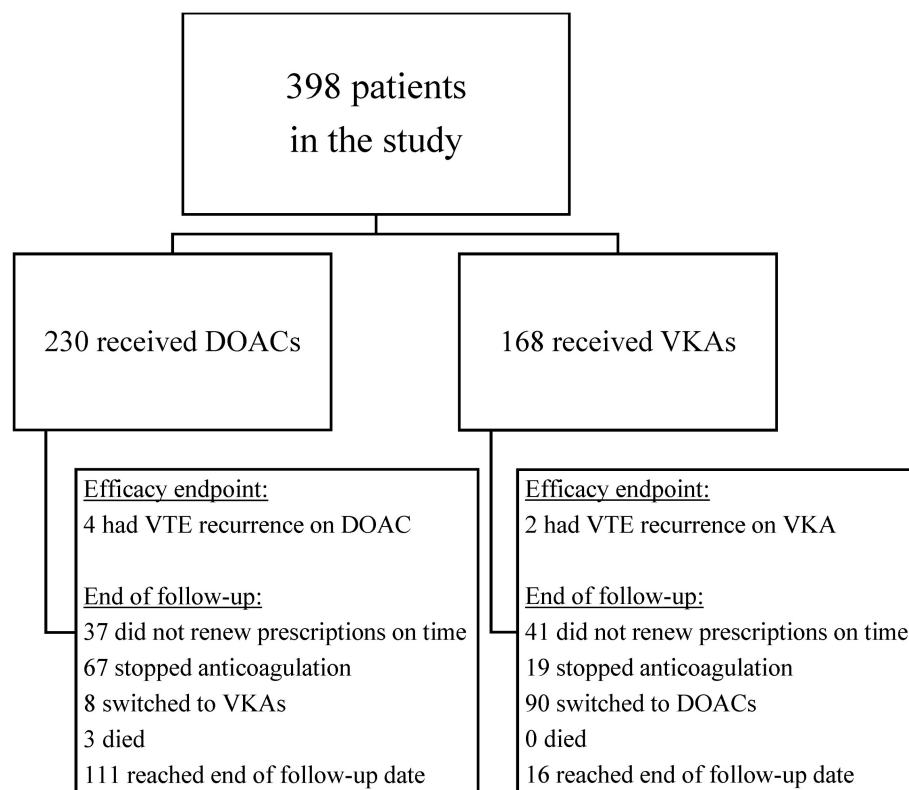 398 patients
in the study
230 received DOACs
168 received VKAs
Efficacy endpoint:
4 had VTE recurrence on DOAC
End of follow-up:
37 did not renew prescriptions on time
67 stopped anticoagulation
8 switched to VKAs
3 died
111 reached end of follow-up date
Efficacy endpoint:
2 had VTE recurrence on VKA
End of follow-up:
41 did not renew prescriptions on time
19 stopped anticoagulation
90 switched to DOACs
0 died
16 reached end of follow-up date